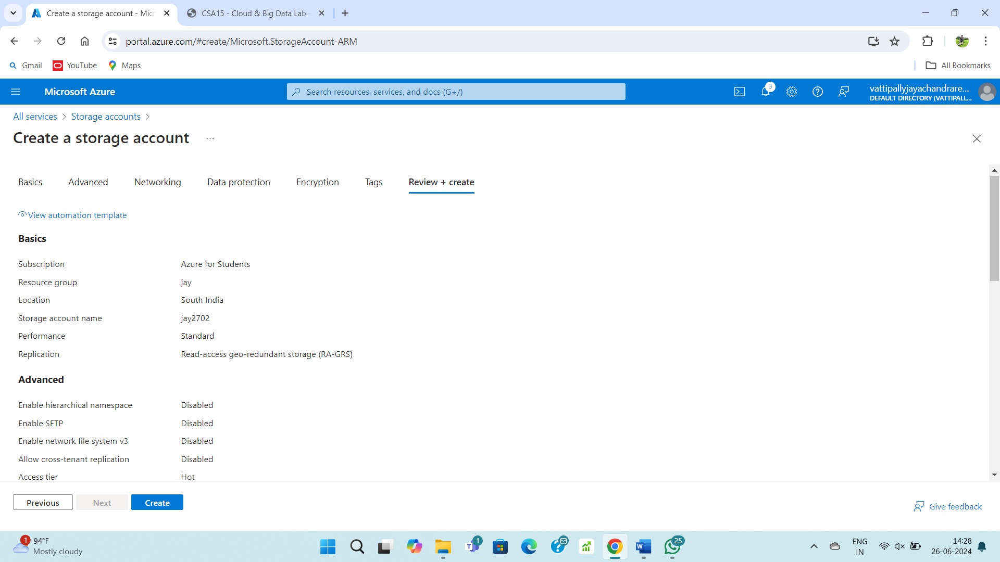 Create a storage account - Micr
CSA15 - Cloud & Big Data Lab -
portal.azure.com/#create/Microsoft.StorageAccount-ARM
Gmail
YouTube
Maps
All Bookmarks
Microsoft Azure
Search resources, services, and docs (G+/)
3
vattipallyjayachandrare...
DEFAULT DIRECTORY (VATTIPALL...
All services
Storage accounts
Create a storage account
...
Basics
Advanced
Networking
Data protection
Encryption
Tags
Review + create
View automation template
Basics
Subscription Azure for Students
Resource group jay
Location South India
Storage account name jay2702
Performance Standard
Replication Read-access geo-redundant storage (RA-GRS)
Advanced
Enable hierarchical namespace Disabled
Enable SFTP Disabled
Enable network file system v3 Disabled
Allow cross-tenant replication Disabled
Access tier Hot
Previous
Next
Create
Give feedback
1
94°F
Mostly cloudy
1
25
ENG
IN
14:28
26-06-2024